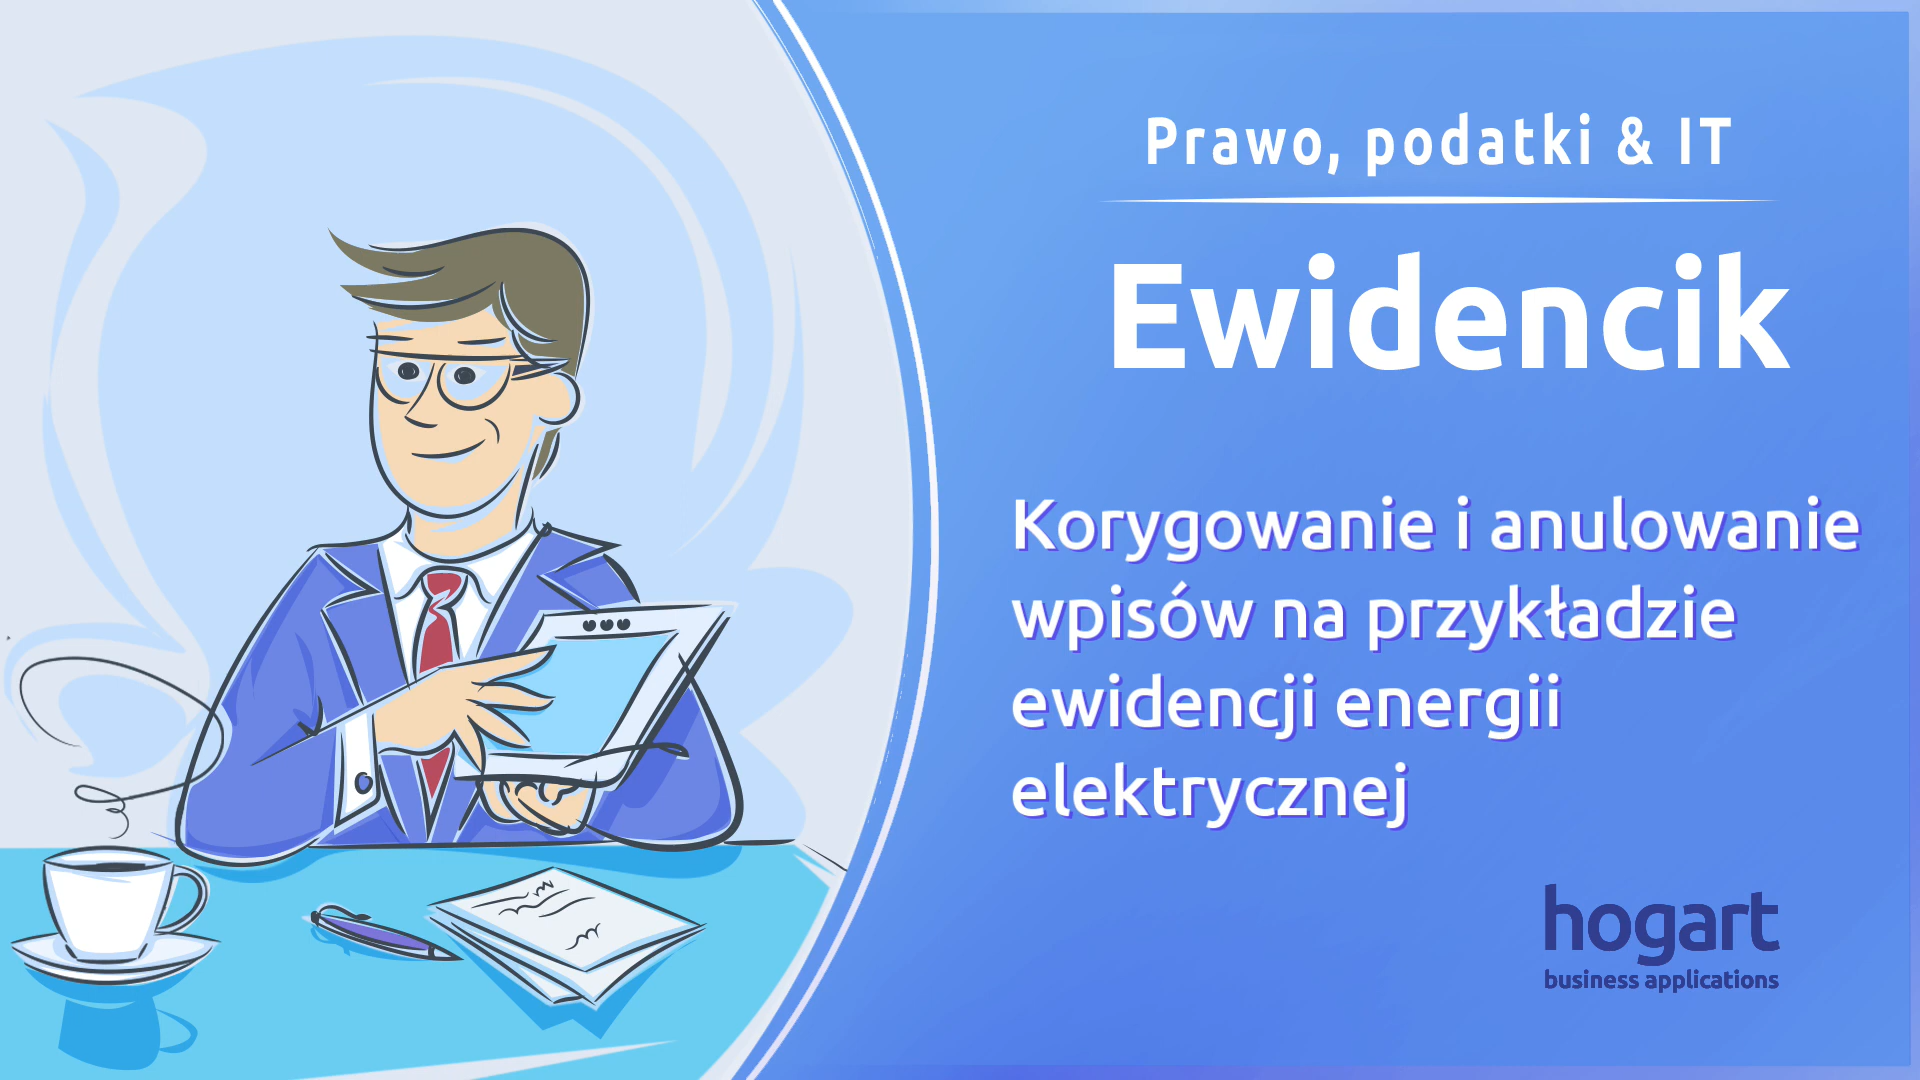 Prawo, podatki & IT
Ewidencik
Korygowanie i anulowanie
wpisów na przykładzie
ewidencji energii
elektrycznej
hogart
business applications